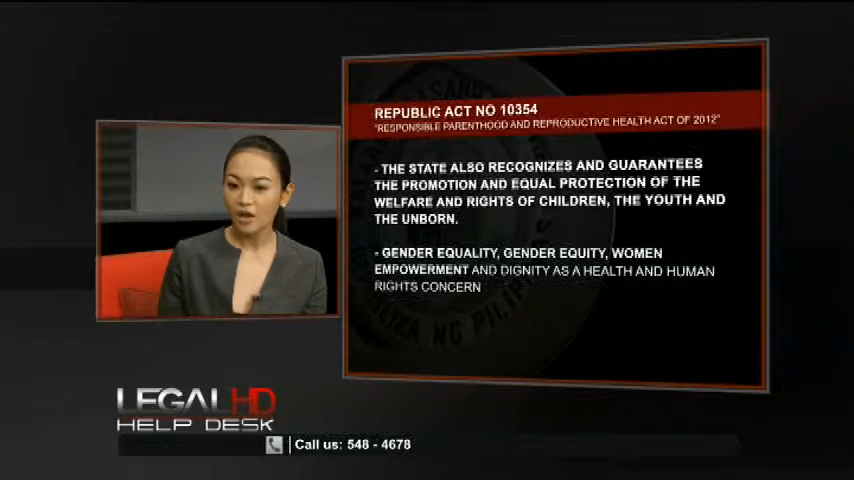 REPUBLIC ACT NO 10354
"RESPONSIBLE PARENTHOOD AND REPRODUCTIVE HEALTH ACT OF 2012"
- THE STATE ALSO RECOGNIZES AND GUARANTEES
THE PROMOTION AND EQUAL PROTECTION OF THE
WELFARE AND RIGHTS OF CHILDREN, THE YOUTH AND
THE UNBORN.
- GENDER EQUALITY, GENDER EQUITY, WOMEN
EMPOWERMENT AND DIGNITY AS A HEALTH AND HUMAN
RIGHTS CONCERN
LEGALHD
HELP DESK
Call us: 548 - 4678